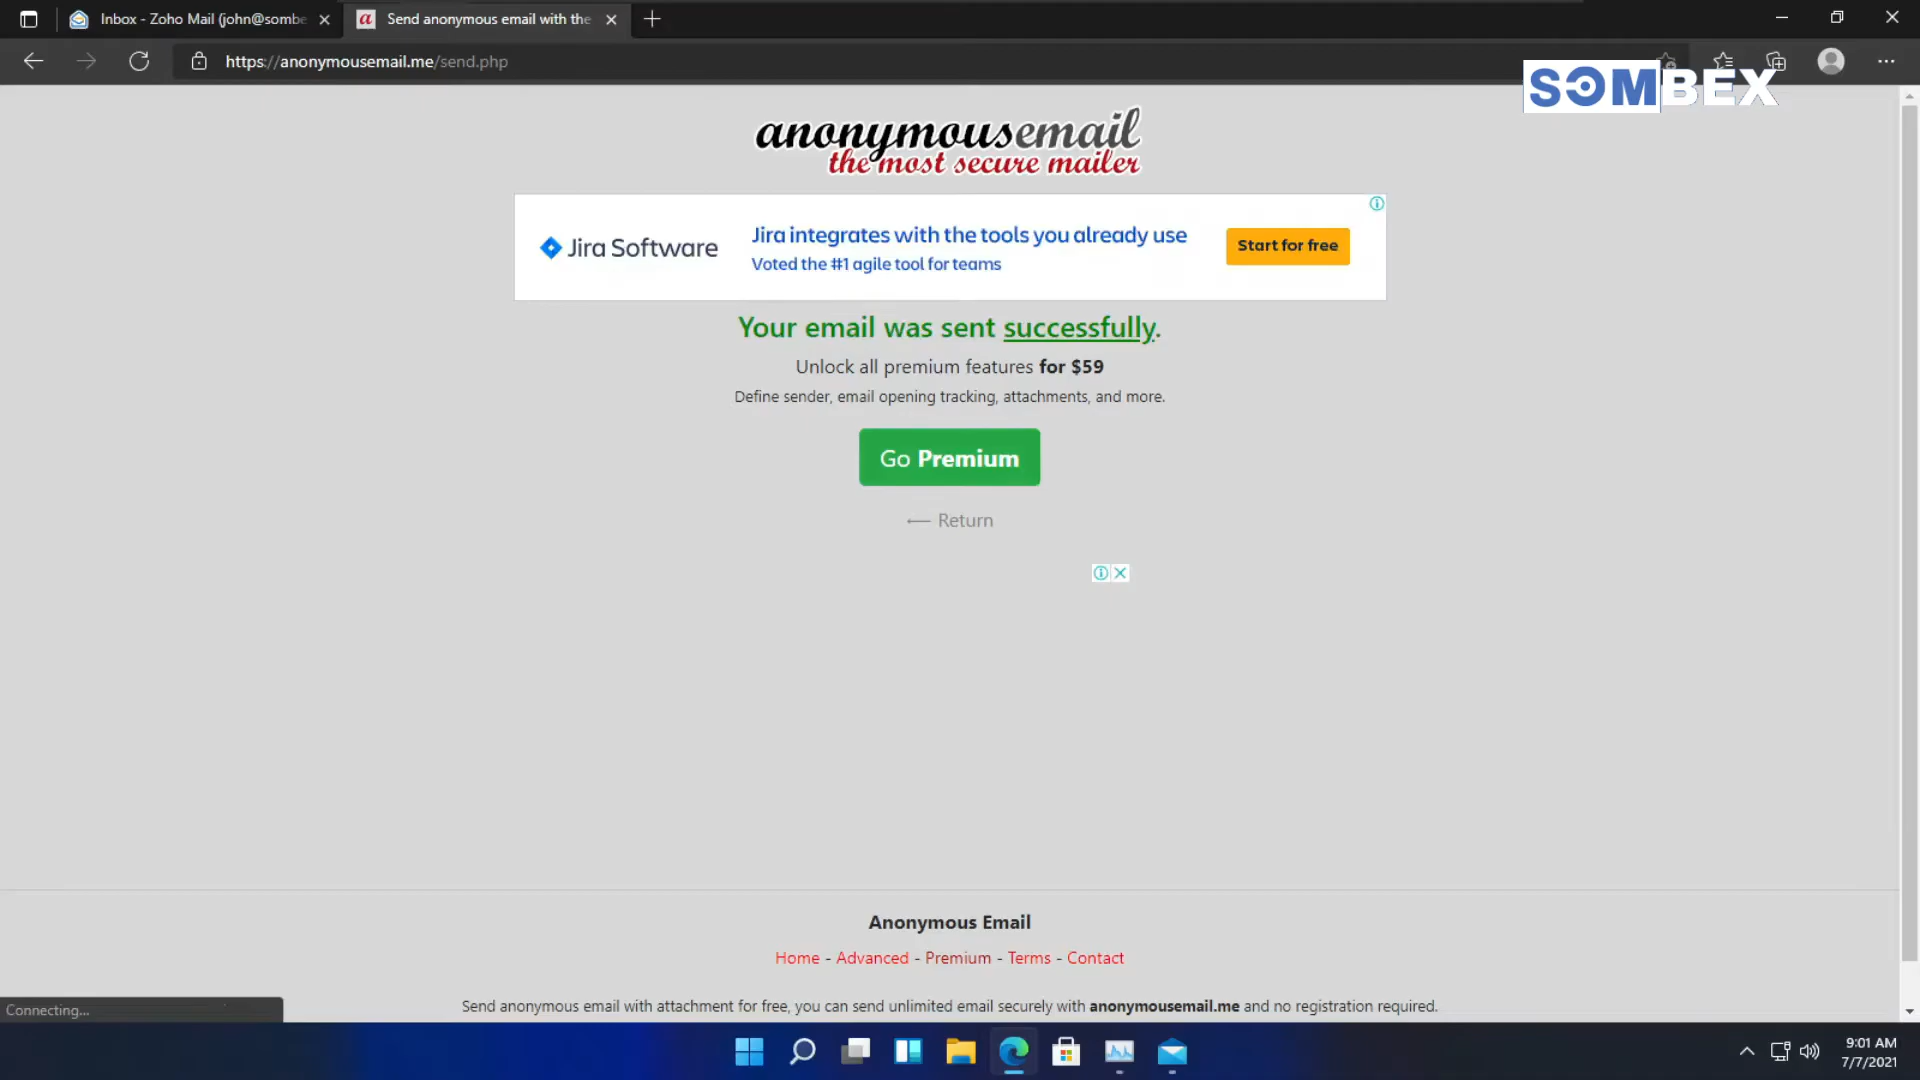 Inbox - Zoho Mail (john@sombe
Send anonymous email with the
https://anonymousemail.me/send.php
SOMBEX
anonymousemail
the most secure mailer
Jira Software
Jira integrates with the tools you already use
Voted the #1 agile tool for teams
Start for free
Your email was sent successfully.
Unlock all premium features for $59
Define sender, email opening tracking, attachments, and more.
Go Premium
⟵ Return
Anonymous Email
Home - Advanced - Premium - Terms - Contact
Send anonymous email with attachment for free, you can send unlimited email securely with anonymousemail.me and no registration required.
Connecting...
9:01 AM
7/7/2021